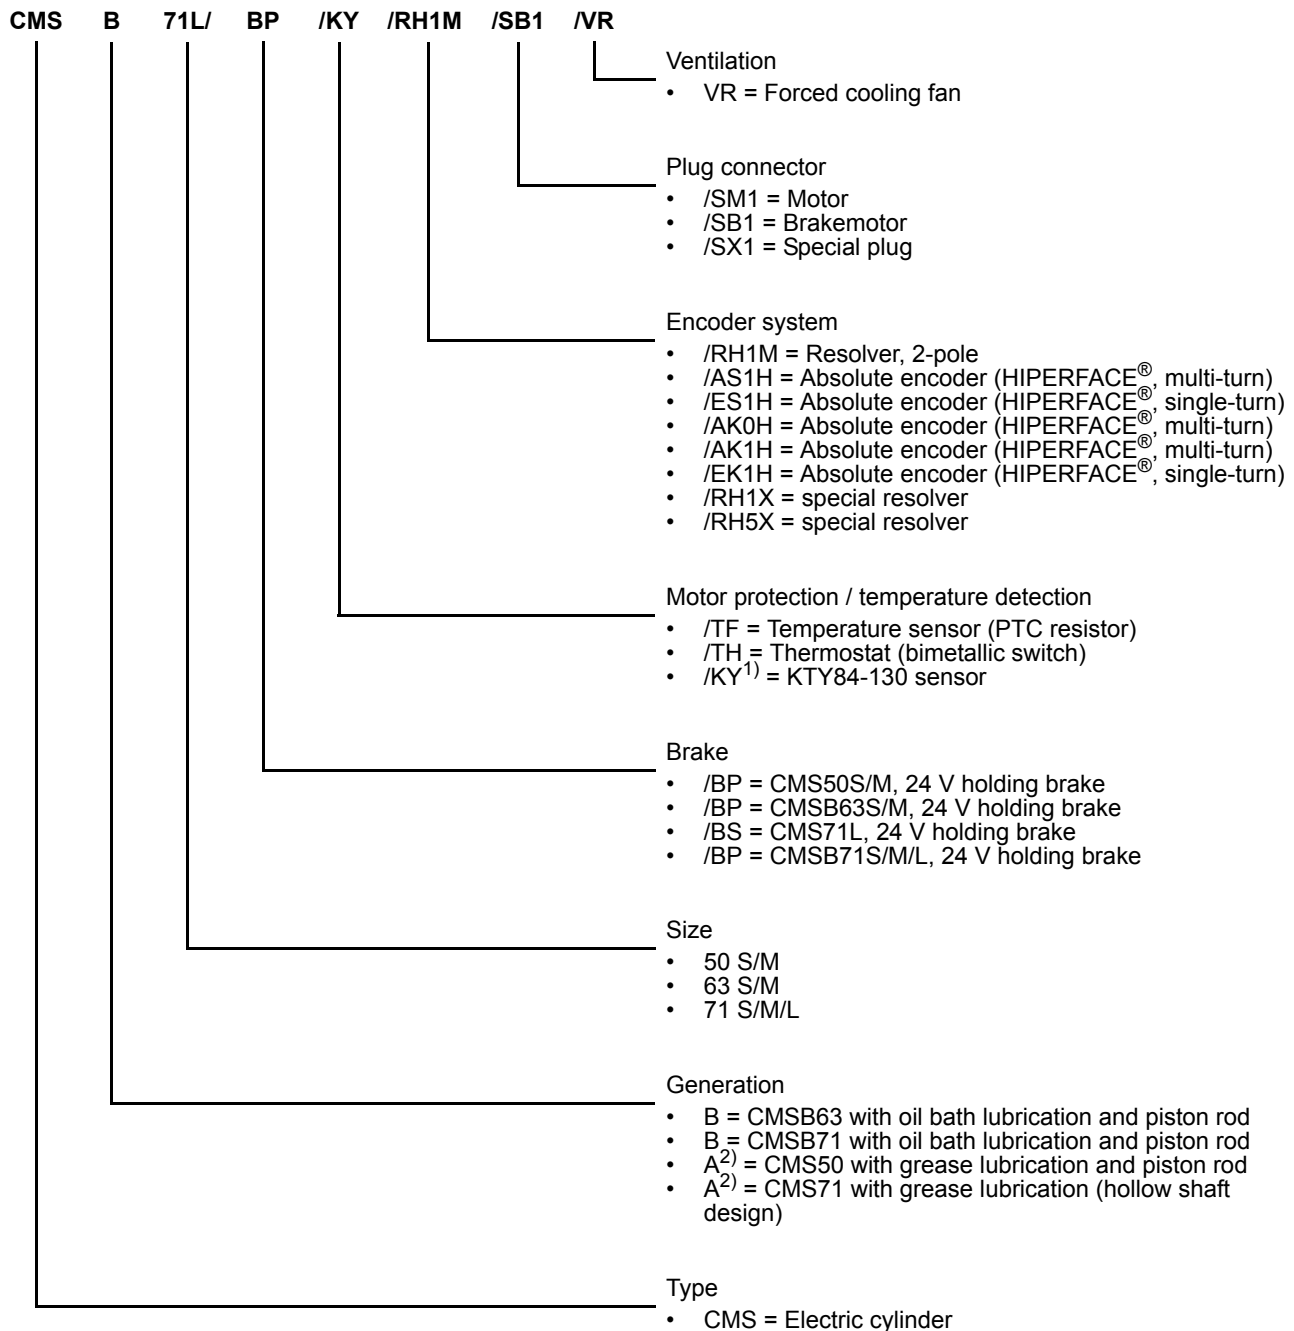 CMS B 71L/ BP /KY /RH1M /SB1 /VR
Ventilation
• VR = Forced cooling fan
Plug connector
• /SM1 = Motor
• /SB1 = Brakemotor
• /SX1 = Special plug
Encoder system
• /RH1M = Resolver, 2-pole
• /AS1H = Absolute encoder (HIPERFACE®, multi-turn)
• /ES1H = Absolute encoder (HIPERFACE®, single-turn)
• /AK0H = Absolute encoder (HIPERFACE®, multi-turn)
• /AK1H = Absolute encoder (HIPERFACE®, multi-turn)
• /EK1H = Absolute encoder (HIPERFACE®, single-turn)
• /RH1X = special resolver
• /RH5X = special resolver
Motor protection / temperature detection
• /TF = Temperature sensor (PTC resistor)
• /TH = Thermostat (bimetallic switch)
• /KY1) = KTY84-130 sensor
Brake
• /BP = CMS50S/M, 24 V holding brake
• /BP = CMSB63S/M, 24 V holding brake
• /BS = CMS71L, 24 V holding brake
• /BP = CMSB71S/M/L, 24 V holding brake
Size
• 50 S/M
• 63 S/M
• 71 S/M/L
Generation
• B = CMSB63 with oil bath lubrication and piston rod
• B = CMSB71 with oil bath lubrication and piston rod
• A2) = CMS50 with grease lubrication and piston rod
• A2) = CMS71 with grease lubrication (hollow shaft
design)
Type
• CMS = Electric cylinder